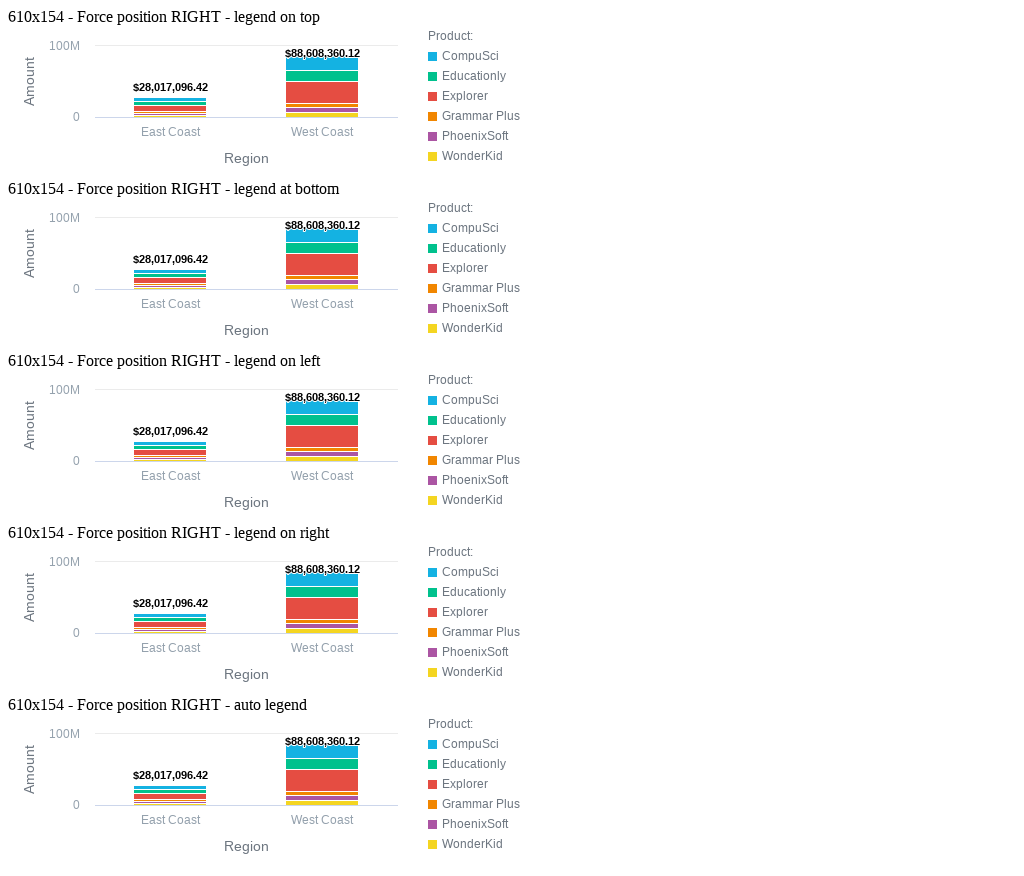 610x154 - Force position RIGHT - legend on top
Product:
100M
$88,608,360.12
CompuSci
Educationly
Amount
$28,017,096.42
Explorer
0
Grammar Plus
East Coast
West Coast
PhoenixSoft
Region
WonderKid
610x154 - Force position RIGHT - legend at bottom
Product:
100M
$88,608,360.12
CompuSci
Educationly
Amount
$28,017,096.42
Explorer
0
Grammar Plus
East Coast
West Coast
PhoenixSoft
Region
WonderKid
610x154 - Force position RIGHT - legend on left
Product:
100M
$88,608,360.12
CompuSci
Educationly
Amount
$28,017,096.42
Explorer
0
Grammar Plus
East Coast
West Coast
PhoenixSoft
Region
WonderKid
610x154 - Force position RIGHT - legend on right
Product:
100M
$88,608,360.12
CompuSci
Educationly
Amount
$28,017,096.42
Explorer
0
Grammar Plus
East Coast
West Coast
PhoenixSoft
Region
WonderKid
610x154 - Force position RIGHT - auto legend
Product:
100M
$88,608,360.12
CompuSci
Educationly
Amount
$28,017,096.42
Explorer
0
Grammar Plus
East Coast
West Coast
PhoenixSoft
Region
WonderKid